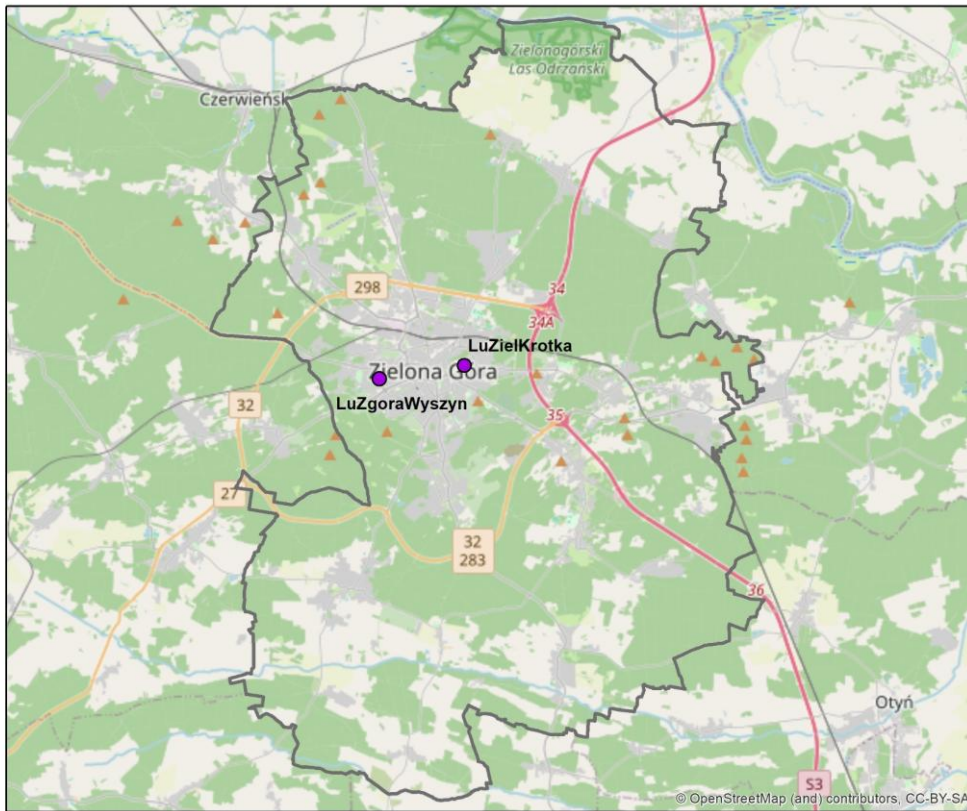 Zielonogórski
Las Odrzański
Czerwieńsk
298
34
34A
LuZielKrotka
Zielona Góra
LuZgoraWyszyn
32
35
27
32
283
36
Otyń
S3
© OpenStreetMap (and) contributors, CC-BY-SA